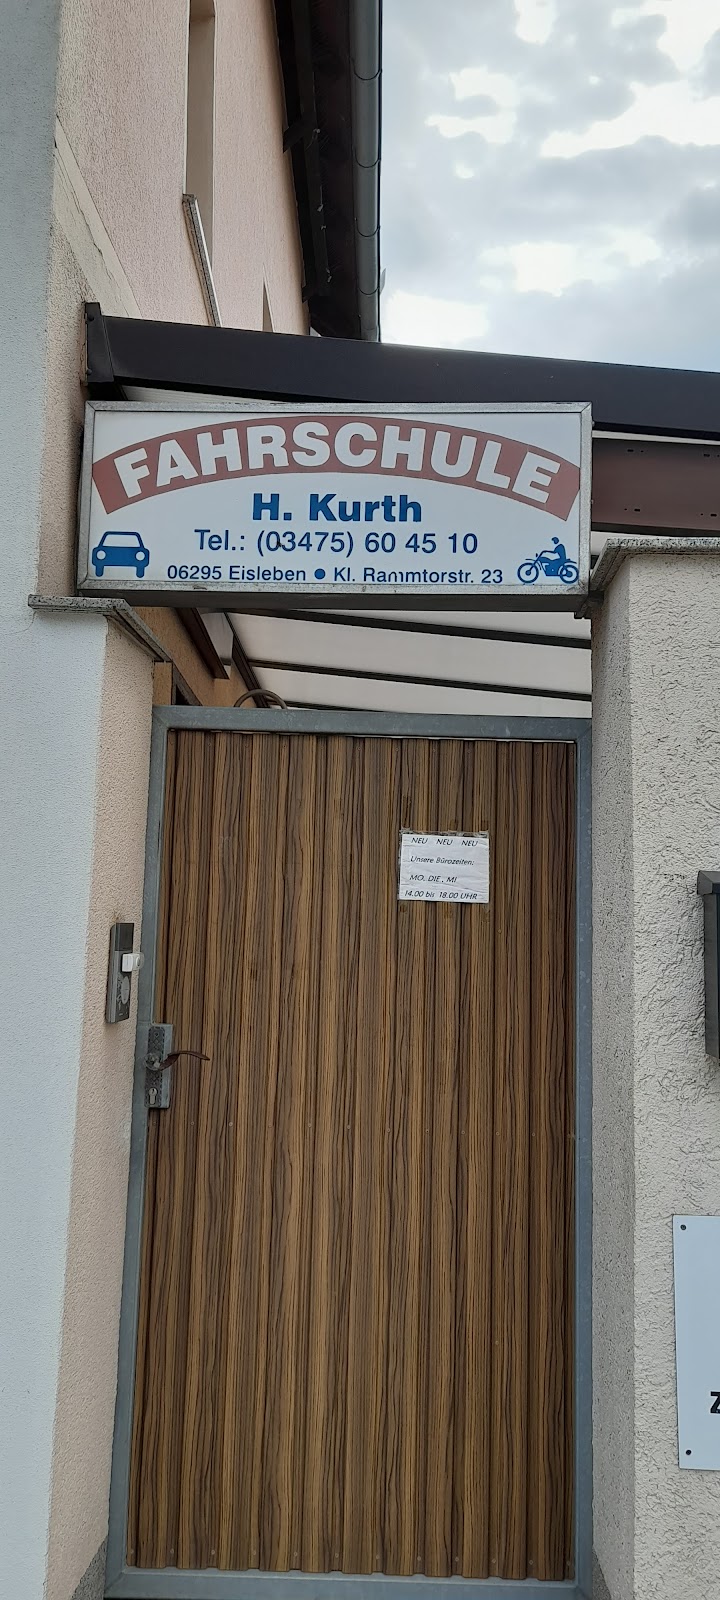 FAHRSCHULE
H. Kurth
Tel.: (03475) 60 45 10
06295 Eisleben ● Kl. Rammtorstr. 23
NEU NEU NEU
Unsere Bürozeiten:
MO. DIE , MI
14.00 bis 18.00 UHR